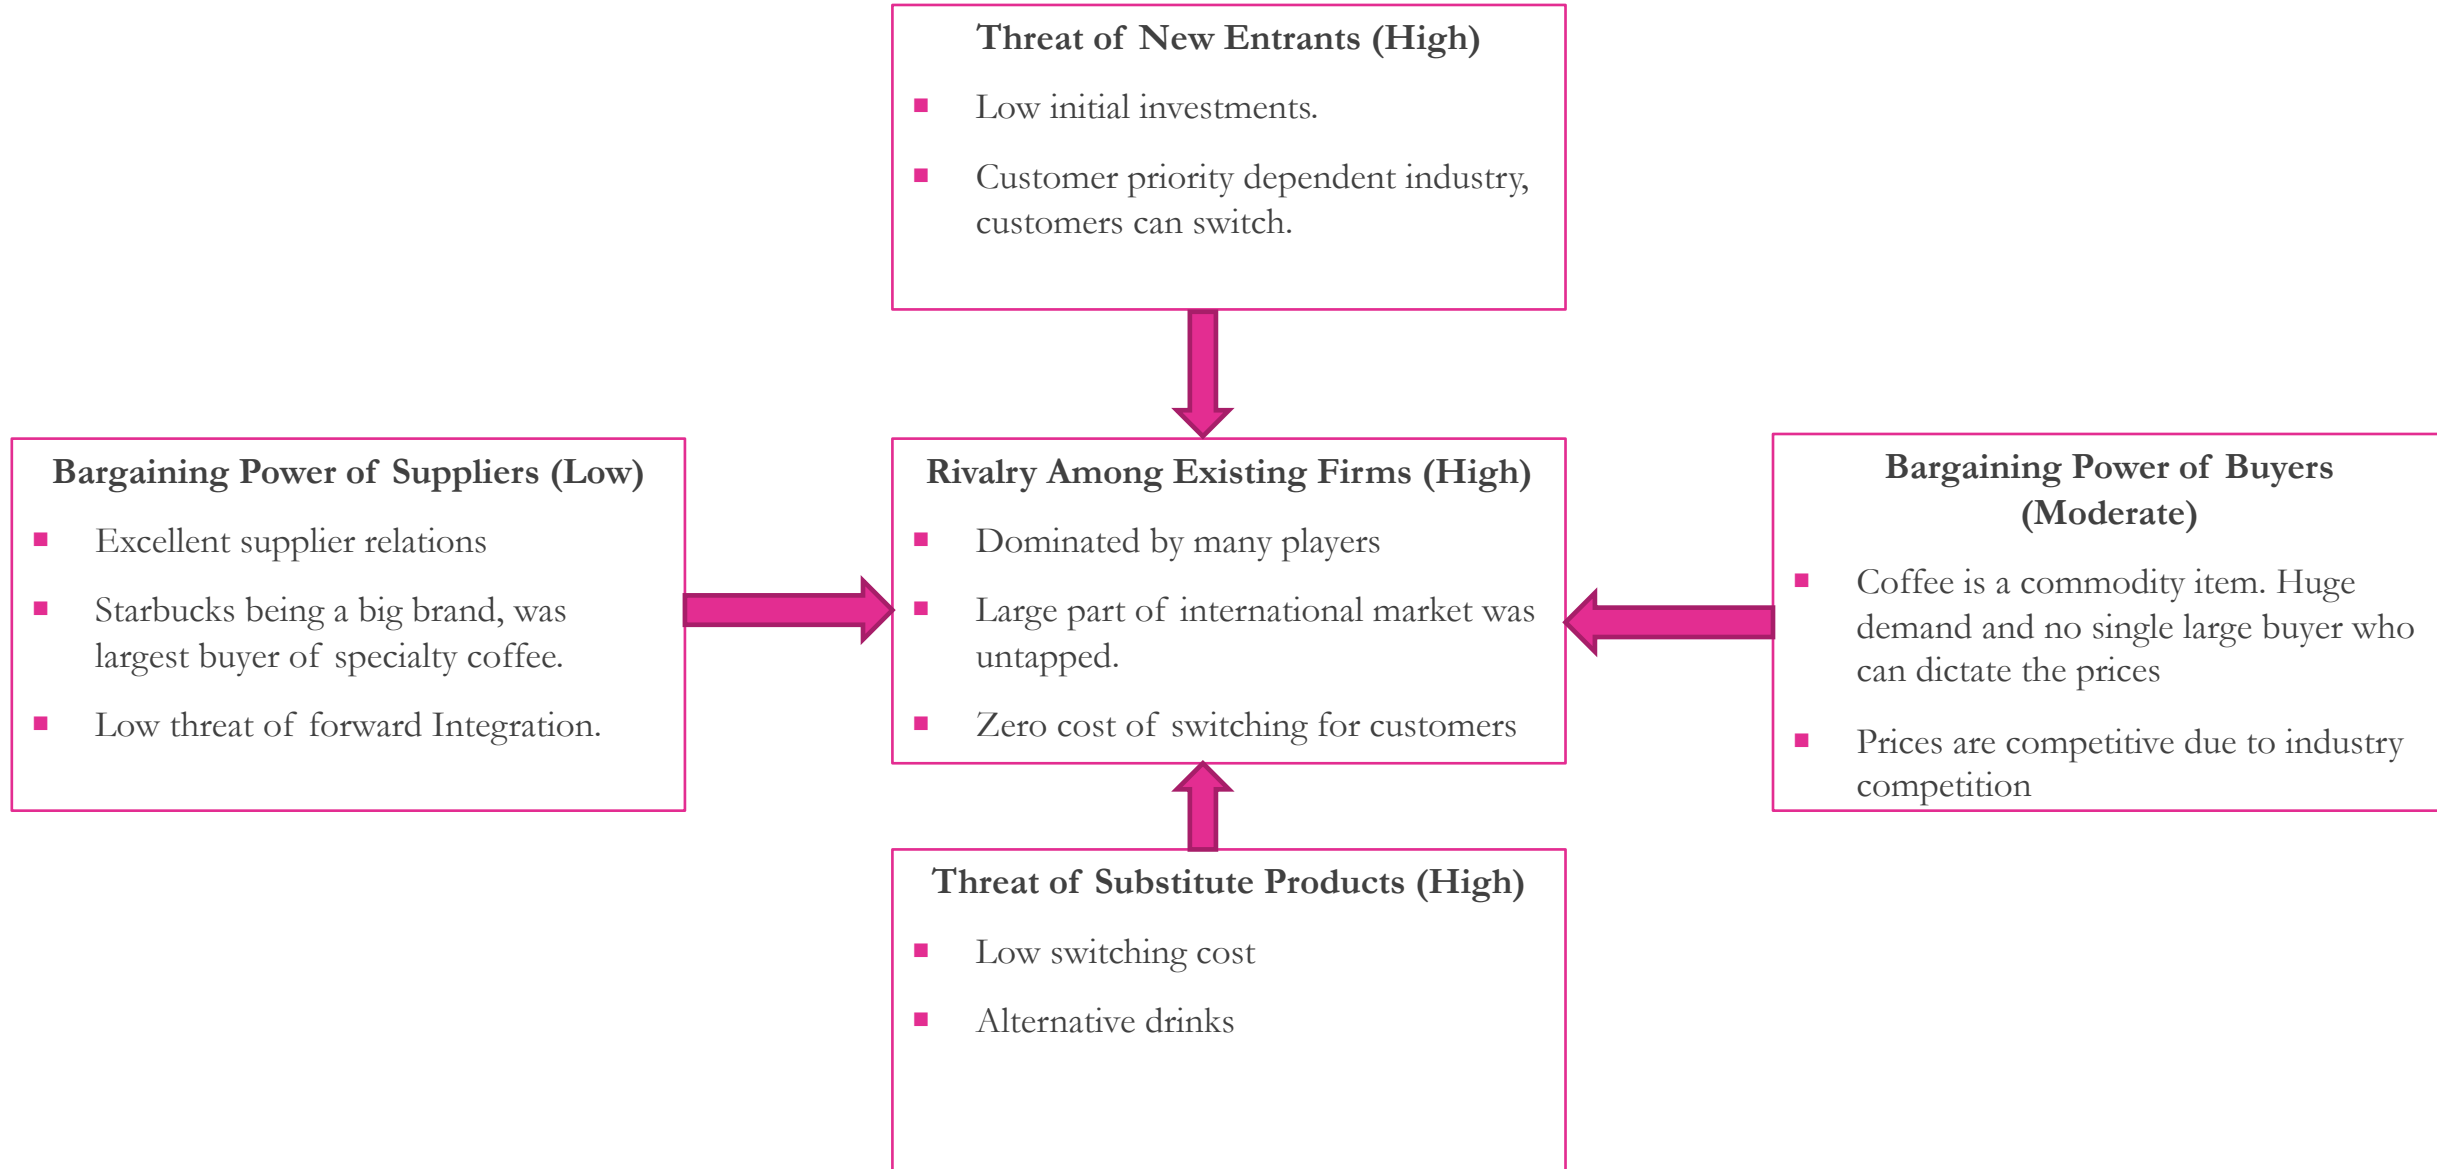 Threat of New Entrants (High)
Low initial investments.
Customer priority dependent industry,
customers can switch.
Bargaining Power of Suppliers (Low)
Excellent supplier relations
Starbucks being a big brand, was
largest buyer of specialty coffee.
Low threat of forward Integration.
Rivalry Among Existing Firms (High)
Dominated by many players
Large part of international market was
untapped.
Zero cost of switching for customers
Bargaining Power of Buyers
(Moderate)
Coffee is a commodity item. Huge
demand and no single large buyer who
can dictate the prices
Prices are competitive due to industry
competition
Threat of Substitute Products (High)
Low switching cost
Alternative drinks